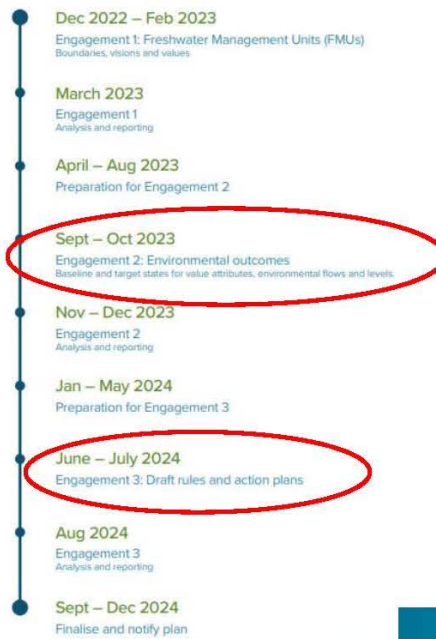 Dec 2022 – Feb 2023
Engagement 1: Freshwater Management Units (FMUs)
Boundaries, visions and values
March 2023
Engagement 1
Analysis and reporting
April – Aug 2023
Preparation for Engagement 2
Sept – Oct 2023
Engagement 2: Environmental outcomes
Baseline and target states for value attributes, environmental flows and levels.
Nov – Dec 2023
Engagement 2
Analysis and reporting
Jan – May 2024
Preparation for Engagement 3
June – July 2024
Engagement 3: Draft rules and action plans
Aug 2024
Engagement 3
Analysis and reporting
Sept – Dec 2024
Finalise and notify plan